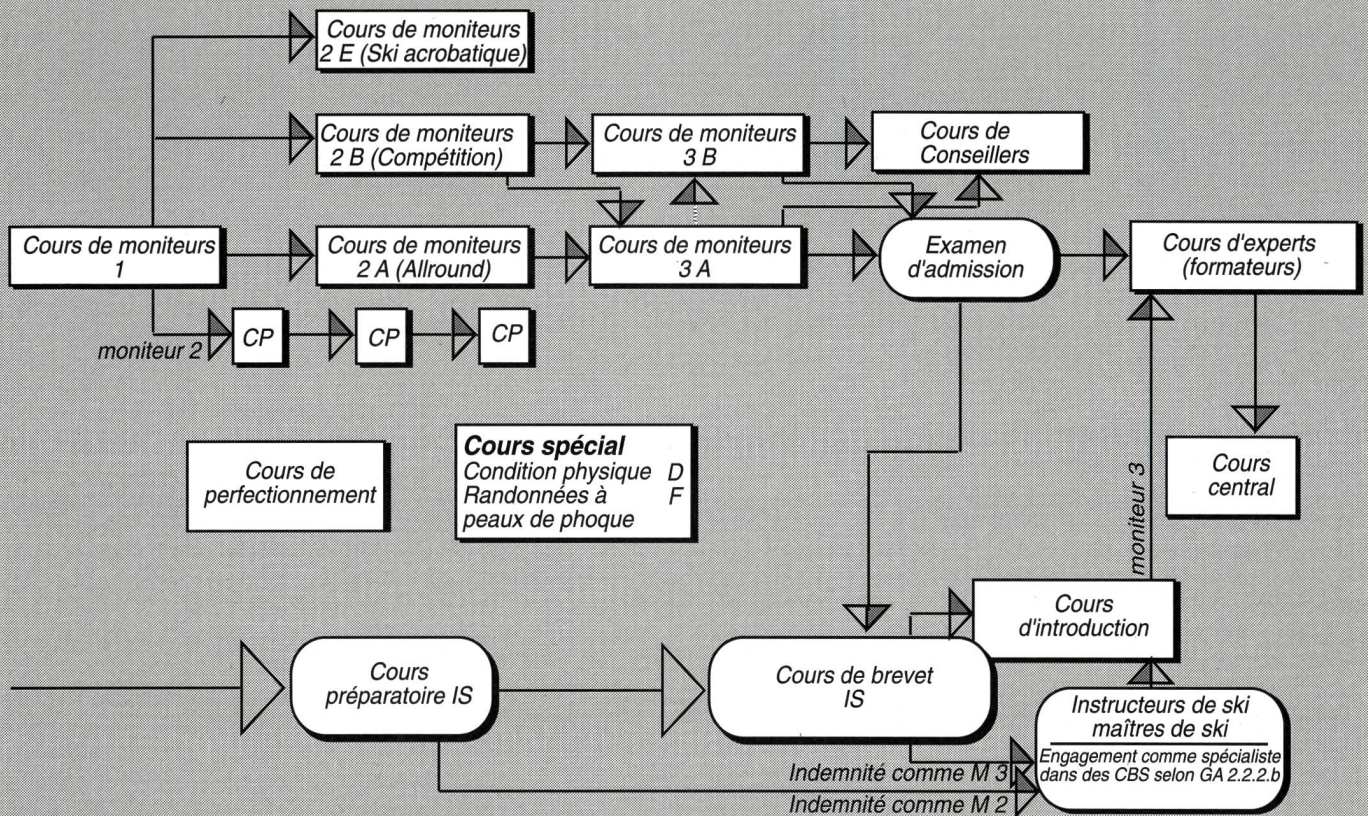 Cours de moniteurs
2 E (Ski acrobatique)
Cours de moniteurs
2 B (Compétition)
Cours de moniteurs
3 B
Cours de
Conseillers
Cours de moniteurs
1
Cours de moniteurs
2 A (Allround)
Cours de moniteurs
3 A
Examen
d'admission
Cours d'experts
(formateurs)
moniteur 2
CP
CP
CP
Cours de
perfectionnement
Cours spécial
Condition physique D
Randonnées à F
peaux de phoque
Cours
central
moniteur 3
Cours
d'introduction
Cours
préparatoire IS
Cours de brevet
IS
Instructeurs de ski
maîtres de ski
Engagement comme spécialiste
dans des CBS selon GA 2.2.2.b
Indemnité comme M 3
Indemnité comme M 2